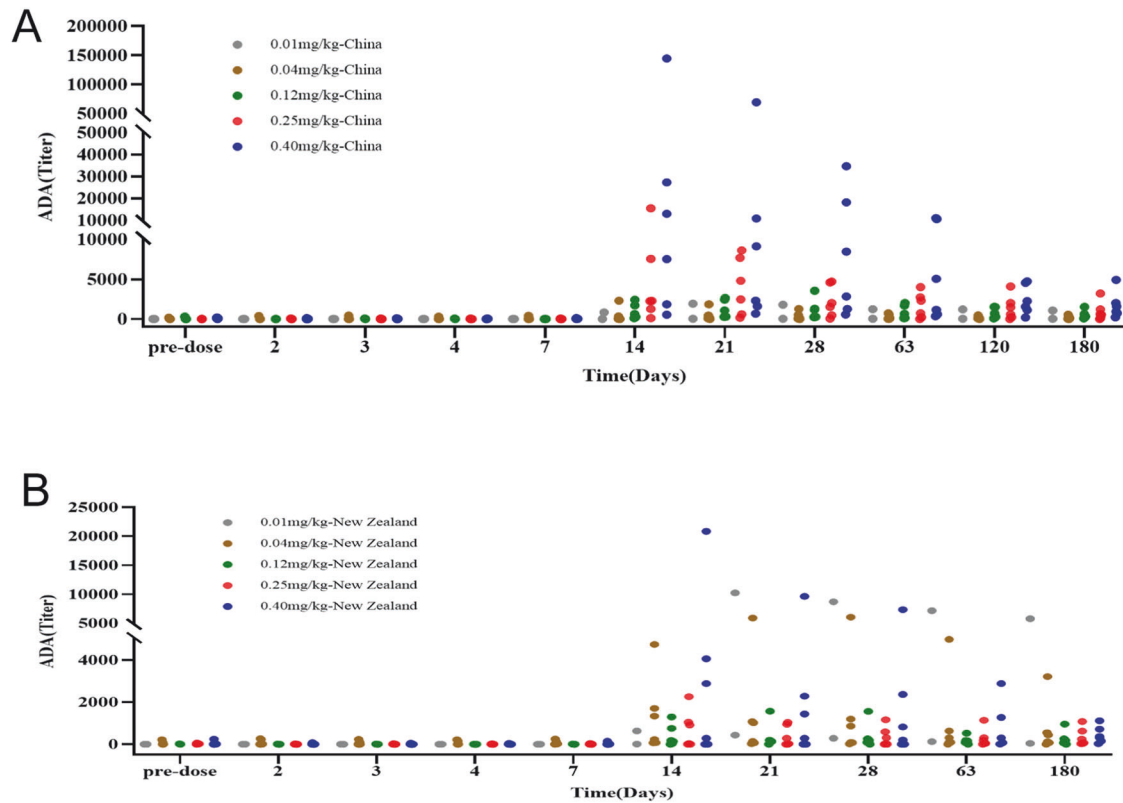 A
200000
150000
100000
50000
50000
40000
30000
20000
10000
10000
5000
0
ADA(Titer)
0.01mg/kg-China
0.04mg/kg-China
0.12mg/kg-China
0.25mg/kg-China
0.40mg/kg-China
pre-dose 2 3 4 7 14 21 28 63 120 180
Time(Days)
B
25000
20000
15000
10000
5000
4000
2000
0
ADA(Titer)
0.01mg/kg-New Zealand
0.04mg/kg-New Zealand
0.12mg/kg-New Zealand
0.25mg/kg-New Zealand
0.40mg/kg-New Zealand
pre-dose 2 3 4 7 14 21 28 63 180
Time(Days)